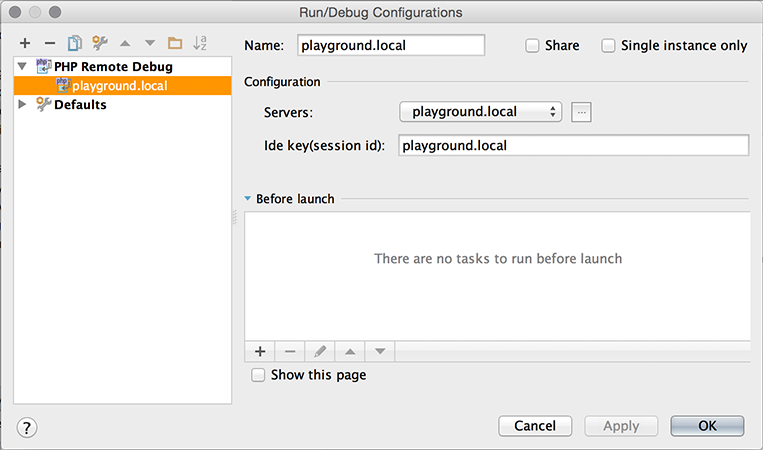 Run/Debug Configurations
Name: playground.local Share Single instance only
PHP Remote Debug
playground.local
Defaults
Configuration
Servers: playground.local ...
Ide key(session id): playground.local
Before launch
There are no tasks to run before launch
Show this page
? Cancel Apply OK